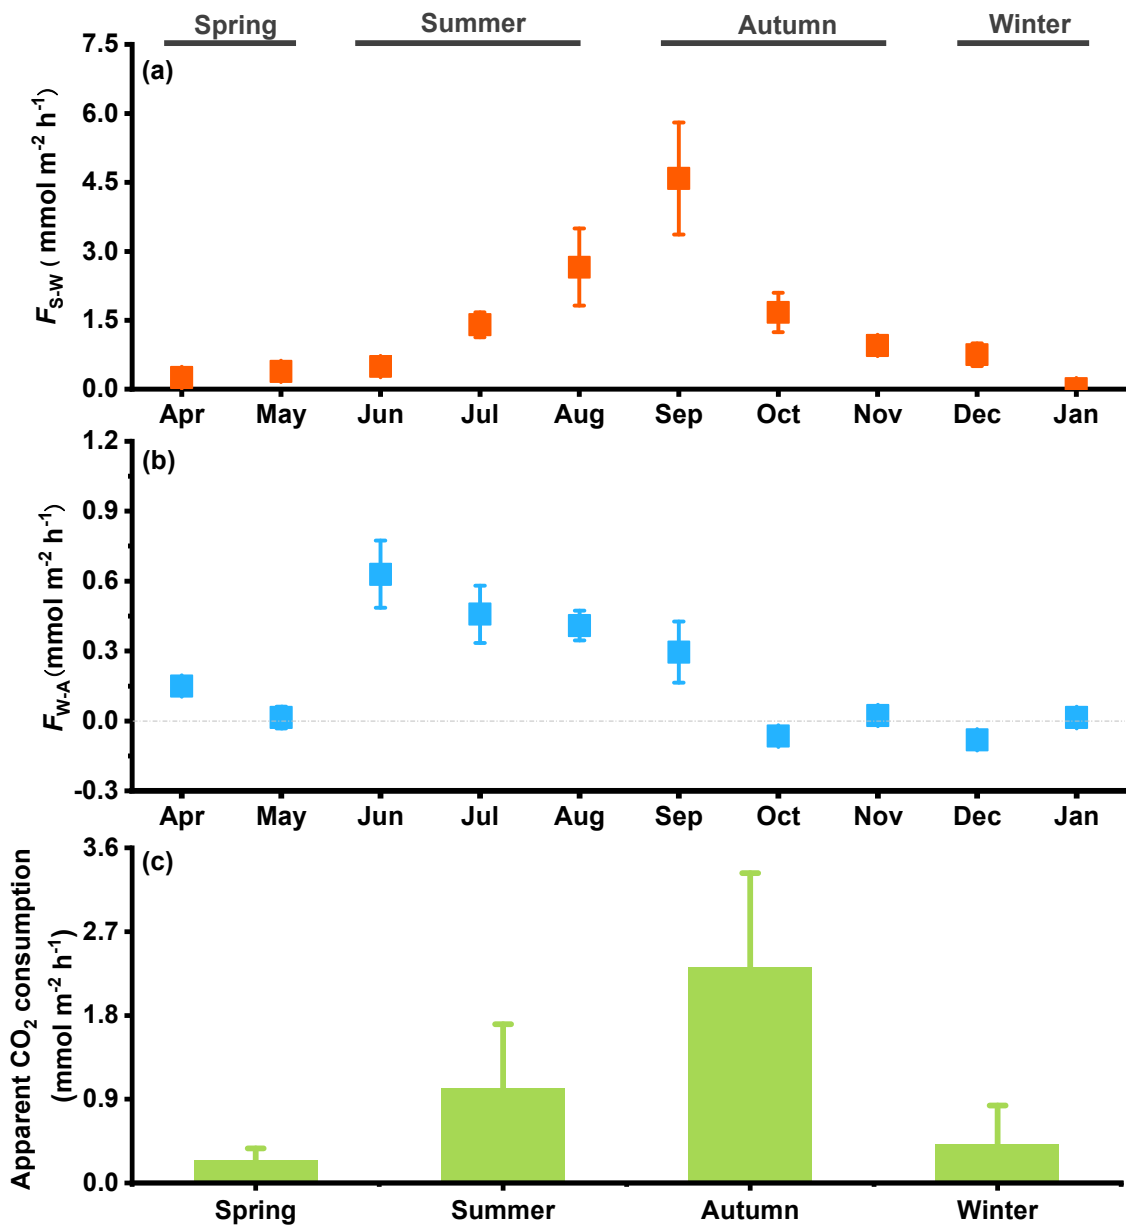 Spring Summer Autumn Winter
(a)
7.5
6.0
4.5
3.0
1.5
0.0
F_S-W ( mmol m⁻² h⁻¹)
Apr May Jun Jul Aug Sep Oct Nov Dec Jan
(b)
1.2
0.9
0.6
0.3
0.0
-0.3
F_W-A (mmol m⁻² h⁻¹)
Apr May Jun Jul Aug Sep Oct Nov Dec Jan
(c)
3.6
2.7
1.8
0.9
0.0
Apparent CO₂ consumption
(mmol m⁻² h⁻¹)
Spring Summer Autumn Winter